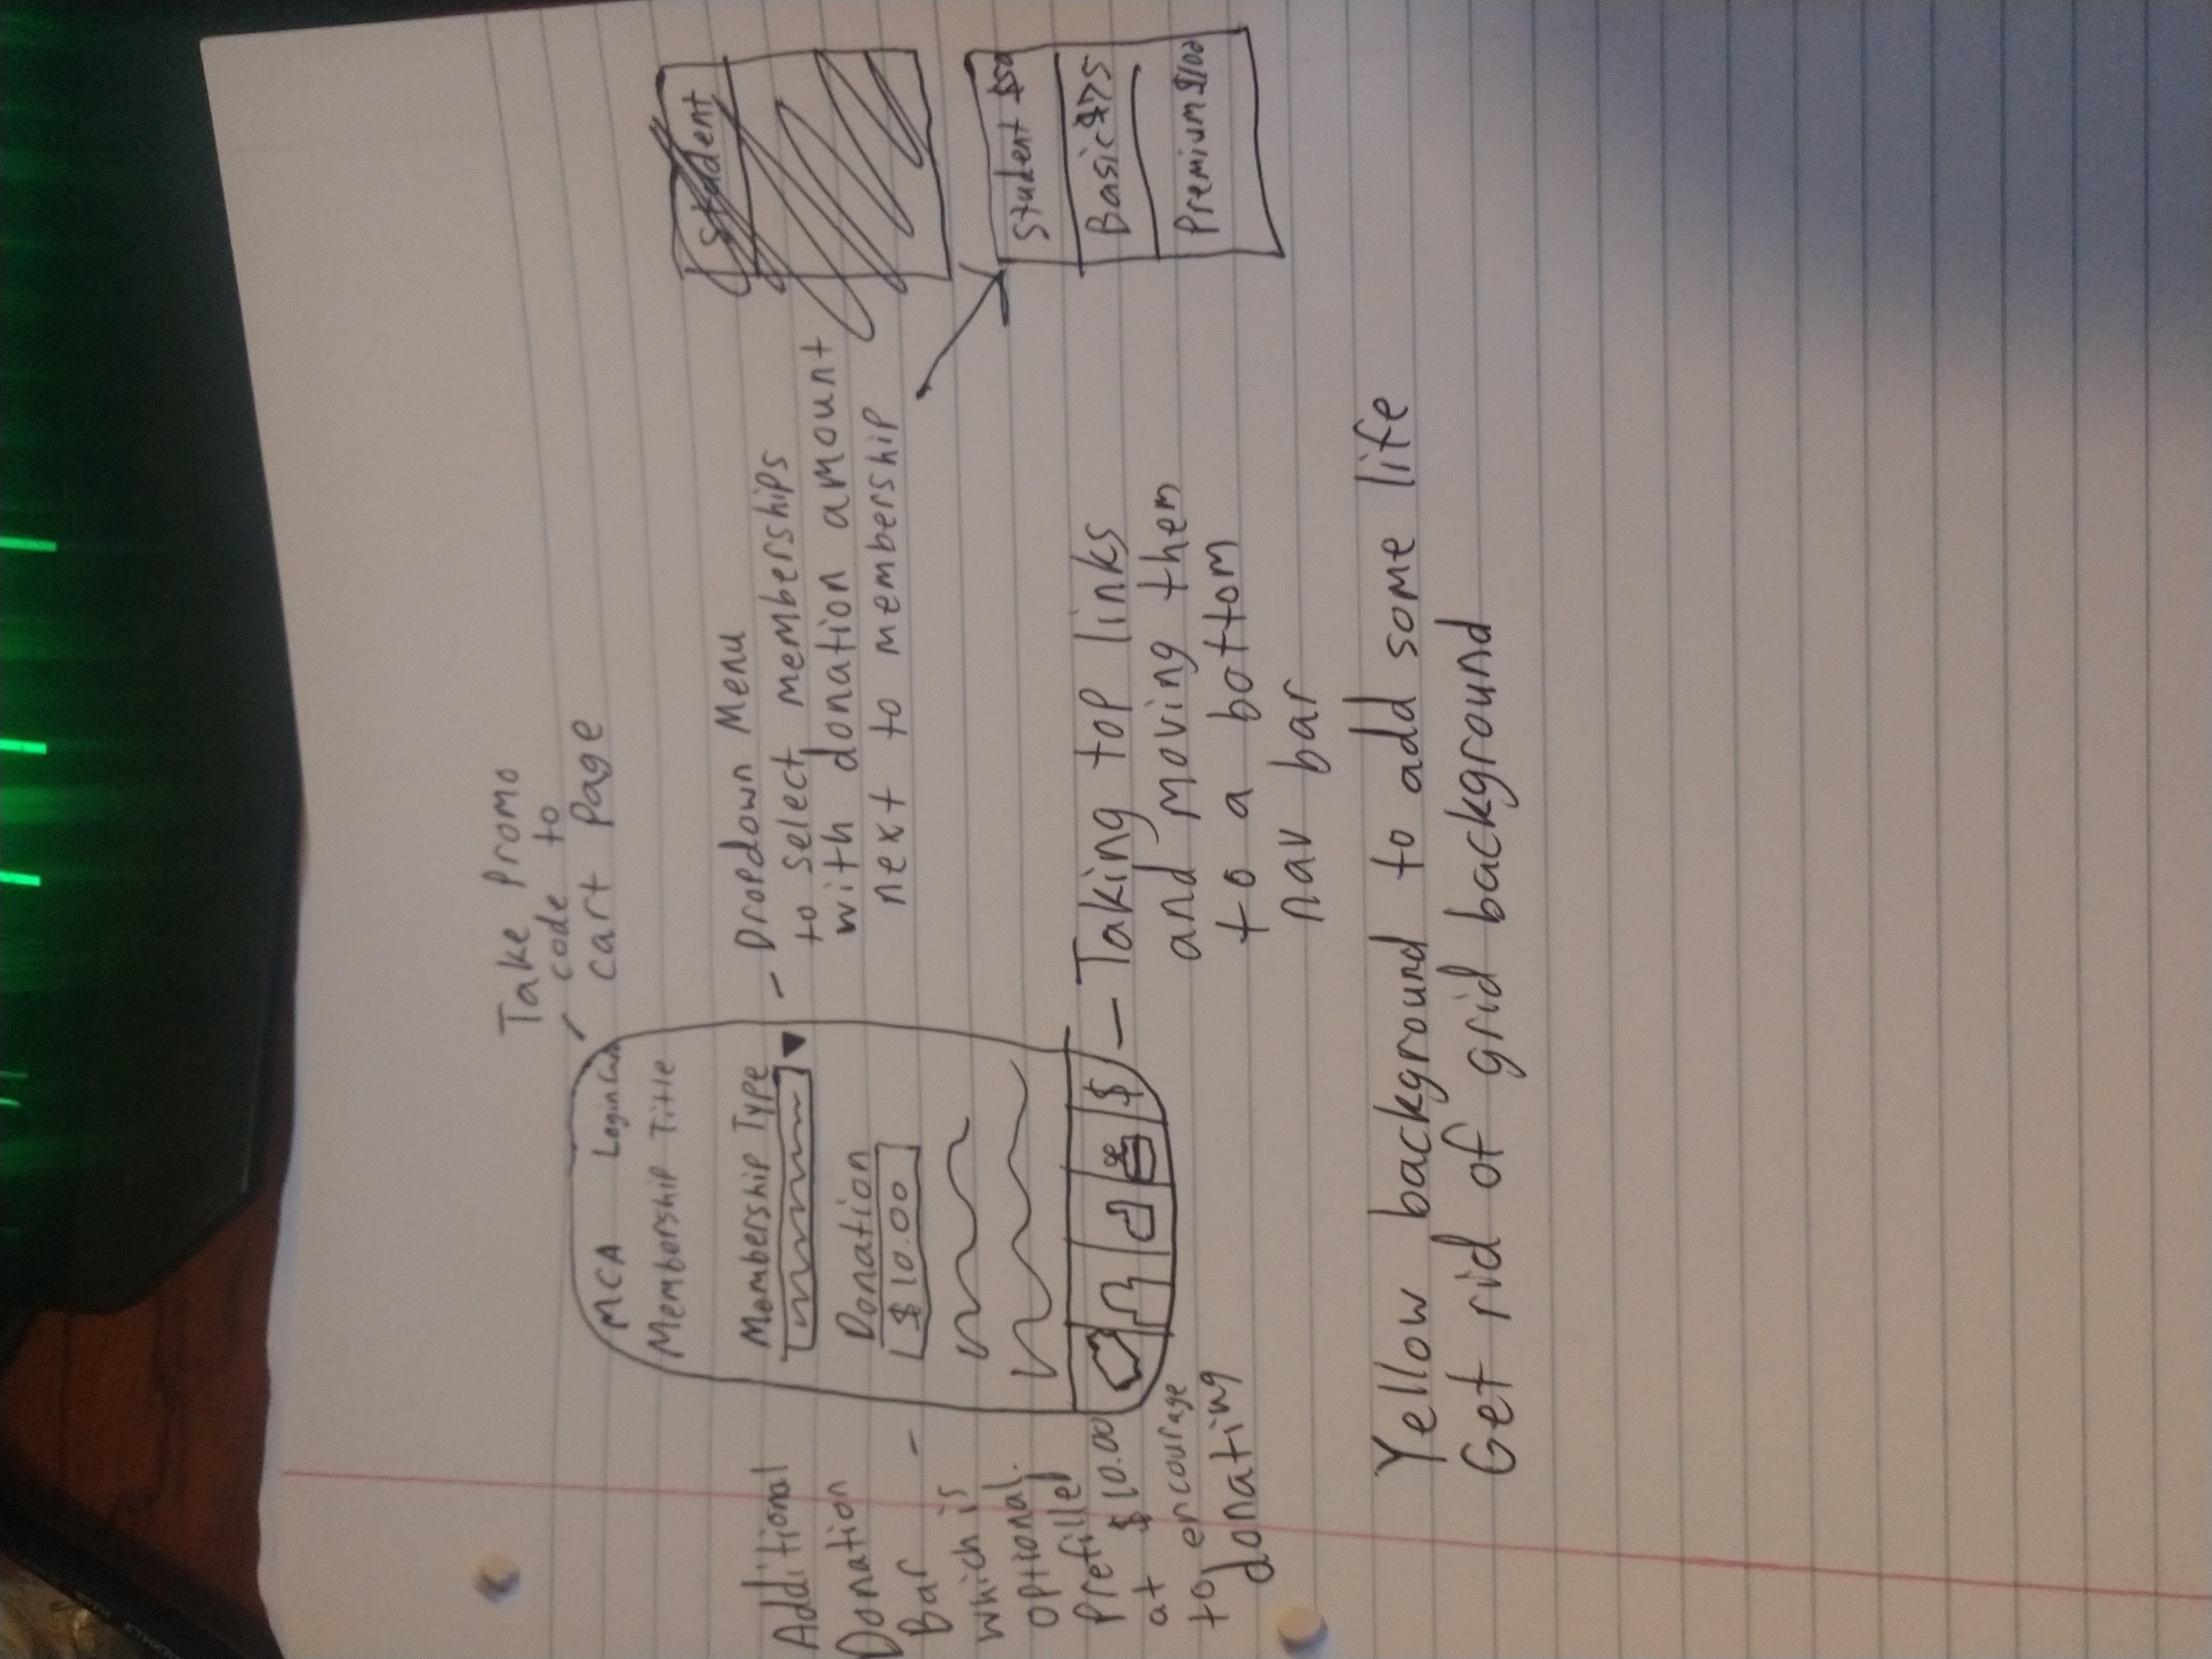 Take Promo
code to
cart Page
MCA Login Cart
Membership Title
Membership Type
Donation
$10.00
$
Additional
Donation
Bar
which is
optional.
Prefilled
at $10.00
to encourage
donating
Dropdown Menu
to select memberships
with donation amount
next to membership
Student
Student $50
Basic $75
Premium $100
Taking top links
and moving them
to a bottom
nav bar
Yellow background to add some life
Get rid of grid background